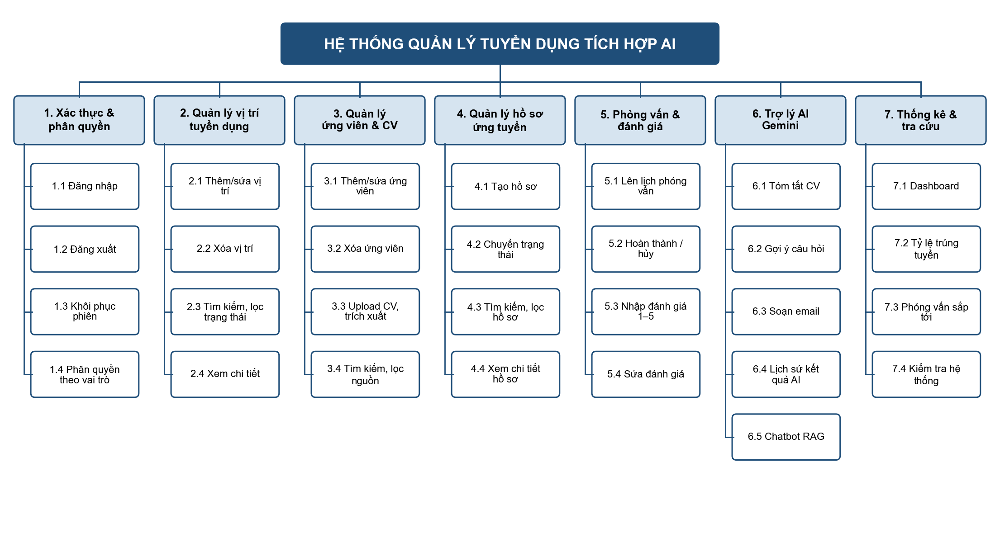 HỆ THỐNG QUẢN LÝ TUYỂN DỤNG TÍCH HỢP AI
1. Xác thực &
phân quyền
1.1 Đăng nhập
1.2 Đăng xuất
1.3 Khôi phục
phiên
1.4 Phân quyền
theo vai trò
2. Quản lý vị trí
tuyển dụng
2.1 Thêm/sửa vị
trí
2.2 Xóa vị trí
2.3 Tìm kiếm, lọc
trạng thái
2.4 Xem chi tiết
3. Quản lý
ứng viên & CV
3.1 Thêm/sửa ứng
viên
3.2 Xóa ứng viên
3.3 Upload CV,
trích xuất
3.4 Tìm kiếm, lọc
nguồn
4. Quản lý hồ sơ
ứng tuyển
4.1 Tạo hồ sơ
4.2 Chuyển trạng
thái
4.3 Tìm kiếm, lọc
hồ sơ
4.4 Xem chi tiết
hồ sơ
5. Phỏng vấn &
đánh giá
5.1 Lên lịch phỏng
vấn
5.2 Hoàn thành /
hủy
5.3 Nhập đánh giá
1–5
5.4 Sửa đánh giá
6. Trợ lý AI
Gemini
6.1 Tóm tắt CV
6.2 Gợi ý câu hỏi
6.3 Soạn email
6.4 Lịch sử kết
quả AI
6.5 Chatbot RAG
7. Thống kê &
tra cứu
7.1 Dashboard
7.2 Tỷ lệ trúng
tuyển
7.3 Phỏng vấn sắp
tới
7.4 Kiểm tra hệ
thống